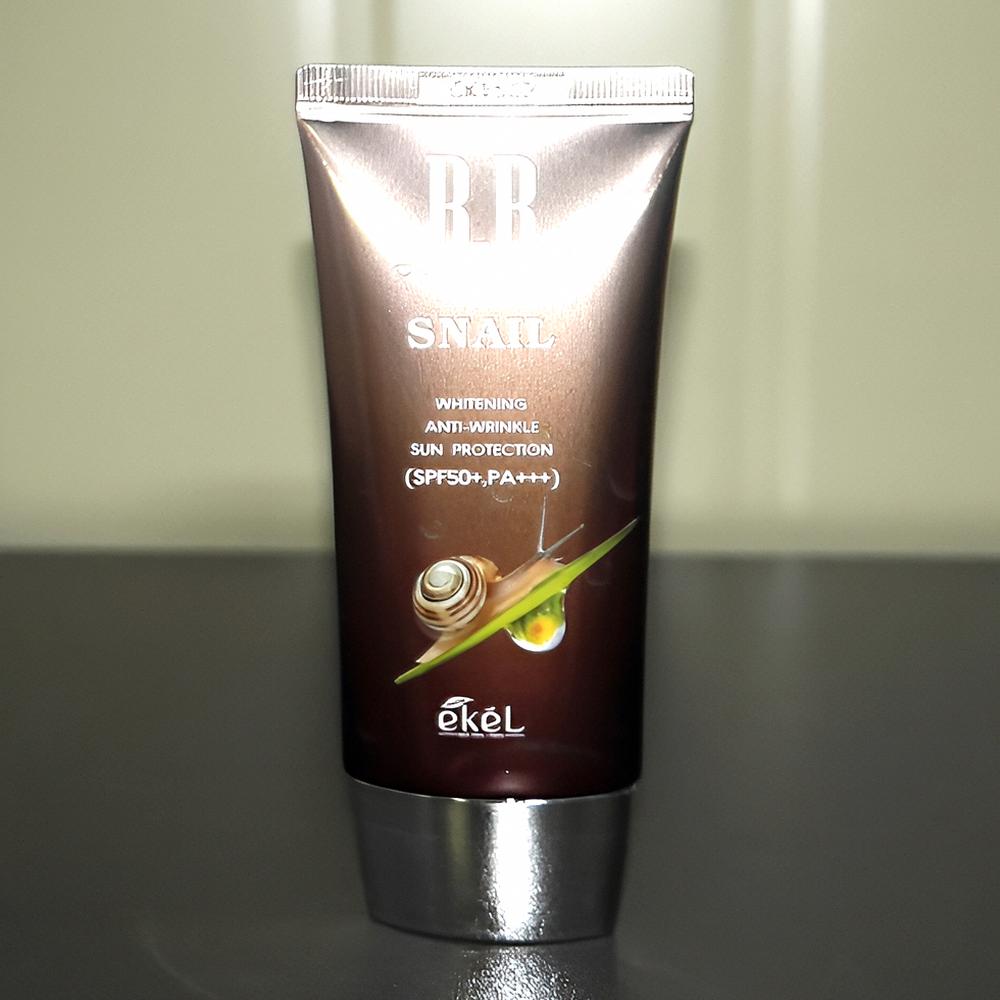 BB
SNAIL
WHITENING
ANTI-WRINKLE
SUN PROTECTION
(SPF50+,PA+++)
ekeL